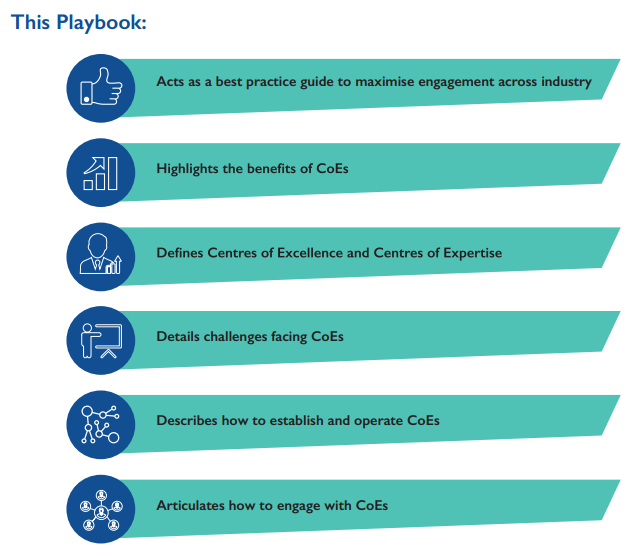 This Playbook:
Acts as a best practice guide to maximise engagement across industry
Highlights the benefits of CoEs
Defines Centres of Excellence and Centres of Expertise
Details challenges facing CoEs
Describes how to establish and operate CoEs
Articulates how to engage with CoEs